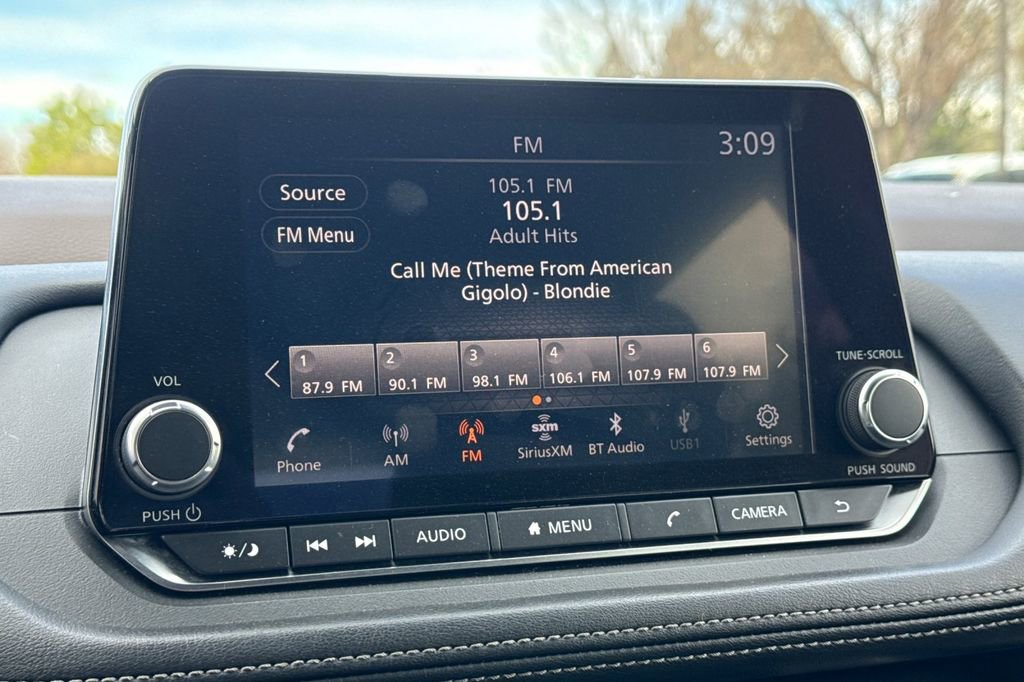 FM
3:09
Source
FM Menu
105.1 FM
105.1
Adult Hits
Call Me (Theme From American
Gigolo) - Blondie
1
87.9 FM
2
90.1 FM
3
98.1 FM
4
106.1 FM
5
107.9 FM
6
107.9 FM
Phone
AM
FM
sxm
SiriusXM
BT Audio
USB1
Settings
VOL
PUSH
TUNE·SCROLL
PUSH SOUND
AUDIO
MENU
CAMERA